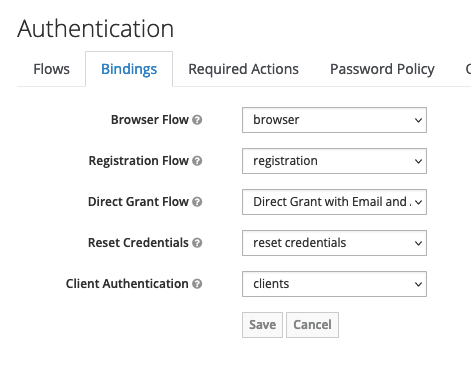 Authentication
Flows Bindings Required Actions Password Policy
Browser Flow browser
Registration Flow registration
Direct Grant Flow Direct Grant with Email and
Reset Credentials reset credentials
Client Authentication clients
Save Cancel